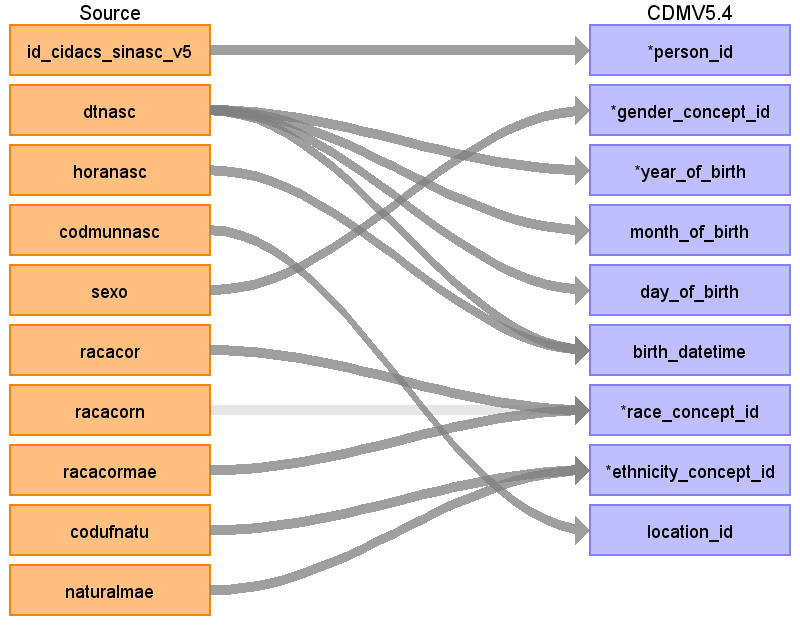 Source
CDMV5.4
id_cidacs_sinasc_v5
*person_id
dtnasc
*gender_concept_id
horanasc
*year_of_birth
codmunnasc
month_of_birth
sexo
day_of_birth
racacor
birth_datetime
racacorn
*race_concept_id
racacormae
*ethnicity_concept_id
codufnatu
location_id
naturalmae